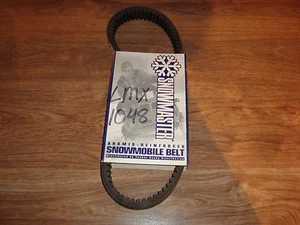 SNOWMASTER
LMX
1048
ARAMID-REINFORCED
SNOWMOBILE BELT